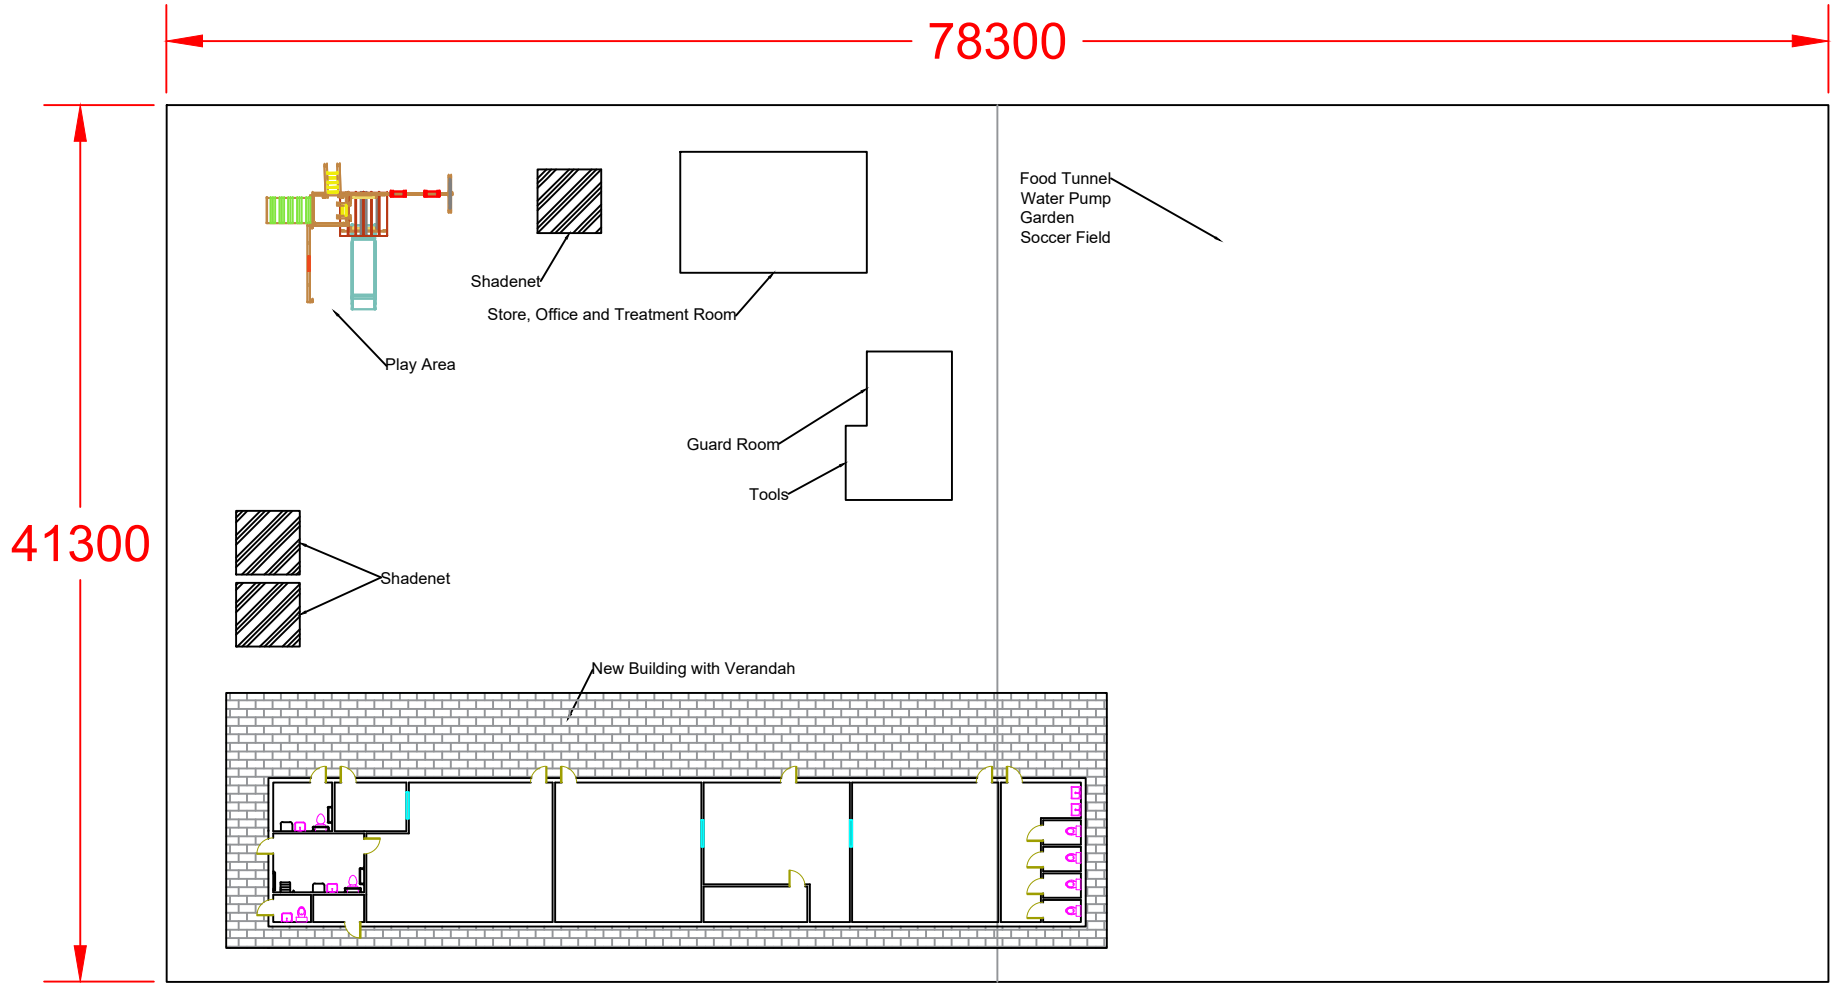 78300
Food Tunnel
Water Pump
Garden
Soccer Field
Shadenet
Store, Office and Treatment Room
Play Area
Guard Room
Tools
41300
Shadenet
New Building with Verandah